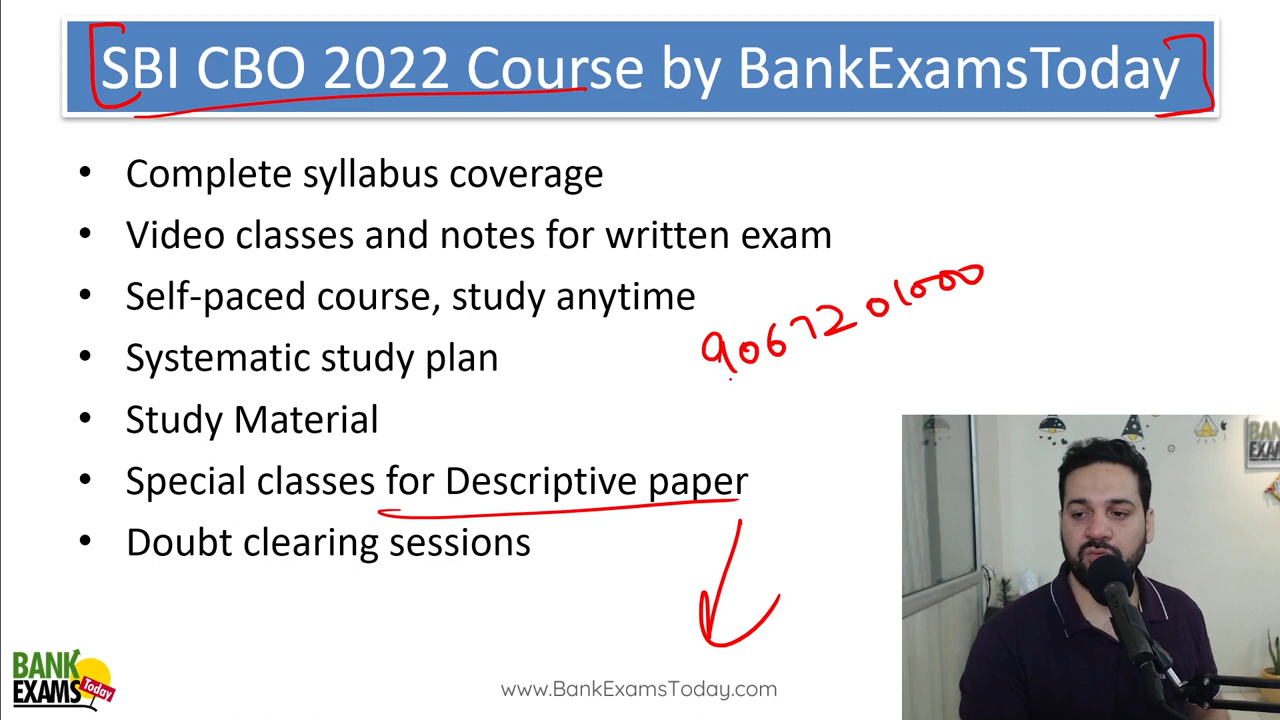 SBI CBO 2022 Course by BankExamsToday
• Complete syllabus coverage
• Video classes and notes for written exam
• Self-paced course, study anytime
9067201000
• Systematic study plan
• Study Material
• Special classes for Descriptive paper
• Doubt clearing sessions
BANK
EXAMS
Today
www.BankExamsToday.com
BANK